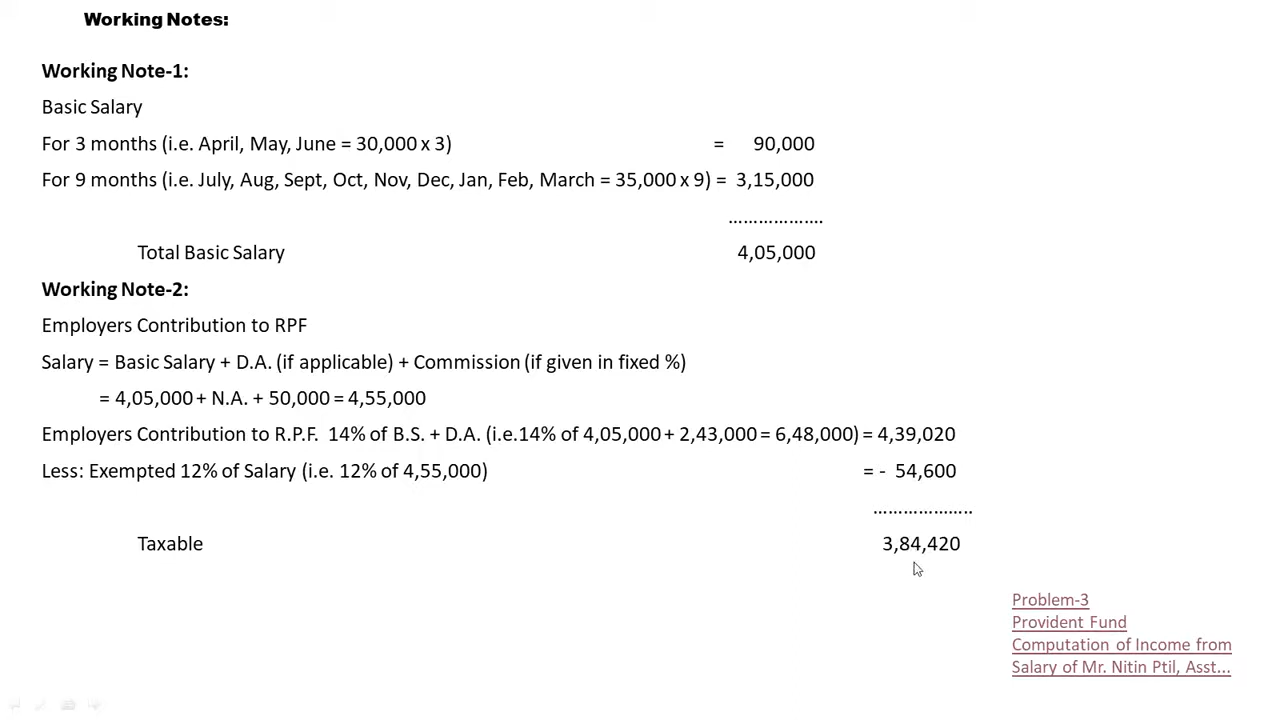 Working Notes:
Working Note-1:
Basic Salary
For 3 months (i.e. April, May, June = 30,000 x 3) = 90,000
For 9 months (i.e. July, Aug, Sept, Oct, Nov, Dec, Jan, Feb, March = 35,000 x 9) = 3,15,000
...................
Total Basic Salary 4,05,000
Working Note-2:
Employers Contribution to RPF
Salary = Basic Salary + D.A. (if applicable) + Commission (if given in fixed %)
= 4,05,000 + N.A. + 50,000 = 4,55,000
Employers Contribution to R.P.F. 14% of B.S. + D.A. (i.e.14% of 4,05,000 + 2,43,000 = 6,48,000) = 4,39,020
Less: Exempted 12% of Salary (i.e. 12% of 4,55,000) = - 54,600
....................
Taxable 3,84,420
Problem-3
Provident Fund
Computation of Income from
Salary of Mr. Nitin Ptil, Asst...